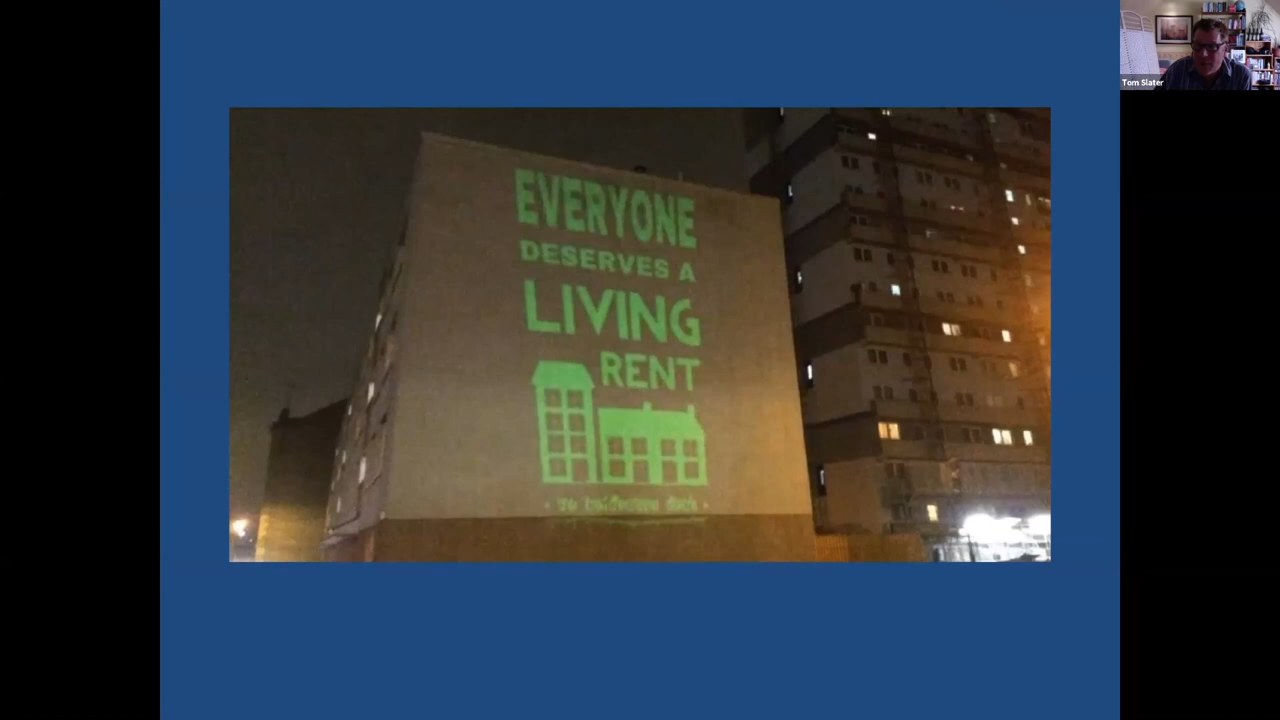 EVERYONE
DESERVES A
LIVING
RENT
Tom Slater